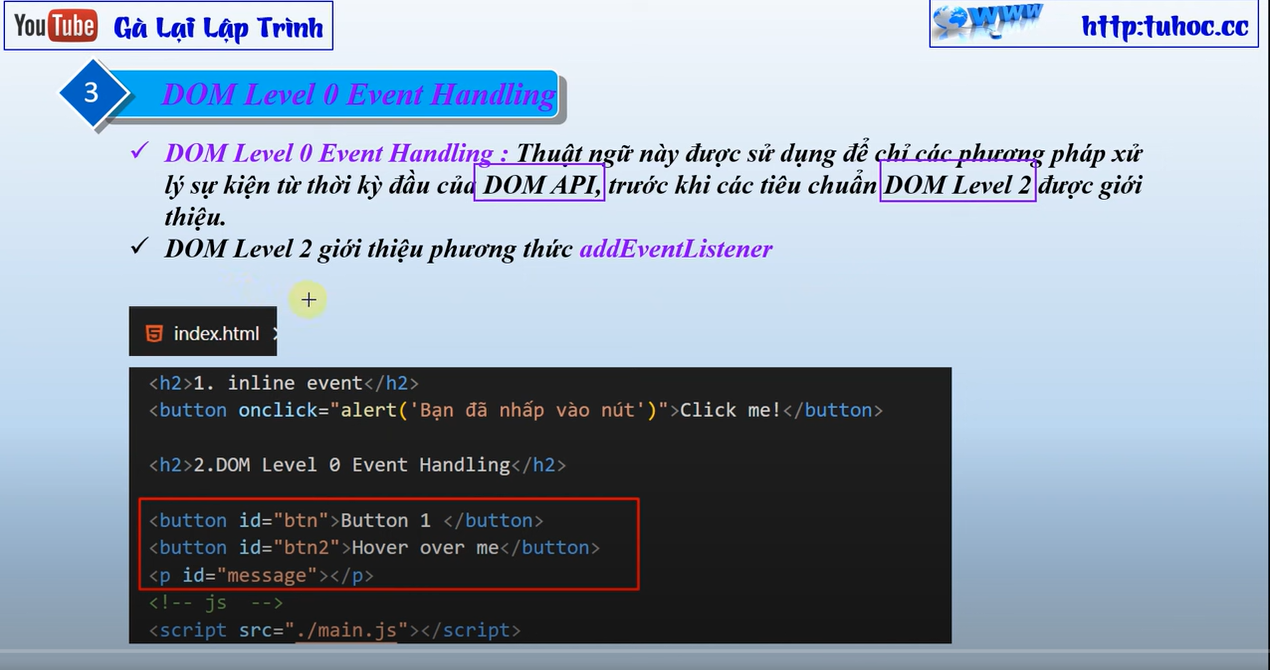 YouTube Gà Lại Lập Trình
WWW http:tuhoc.cc
3 DOM Level 0 Event Handling
✓ DOM Level 0 Event Handling : Thuật ngữ này được sử dụng để chỉ các phương pháp xử
lý sự kiện từ thời kỳ đầu của DOM API, trước khi các tiêu chuẩn DOM Level 2 được giới
thiệu.
✓ DOM Level 2 giới thiệu phương thức addEventListener
index.html
<h2>1. inline event</h2>
<button onclick="alert('Bạn đã nhấp vào nút')">Click me!</button>
<h2>2.DOM Level 0 Event Handling</h2>
<button id="btn">Button 1 </button>
<button id="btn2">Hover over me</button>
<p id="message"></p>
<!-- js  -->
<script src="./main.js"></script>